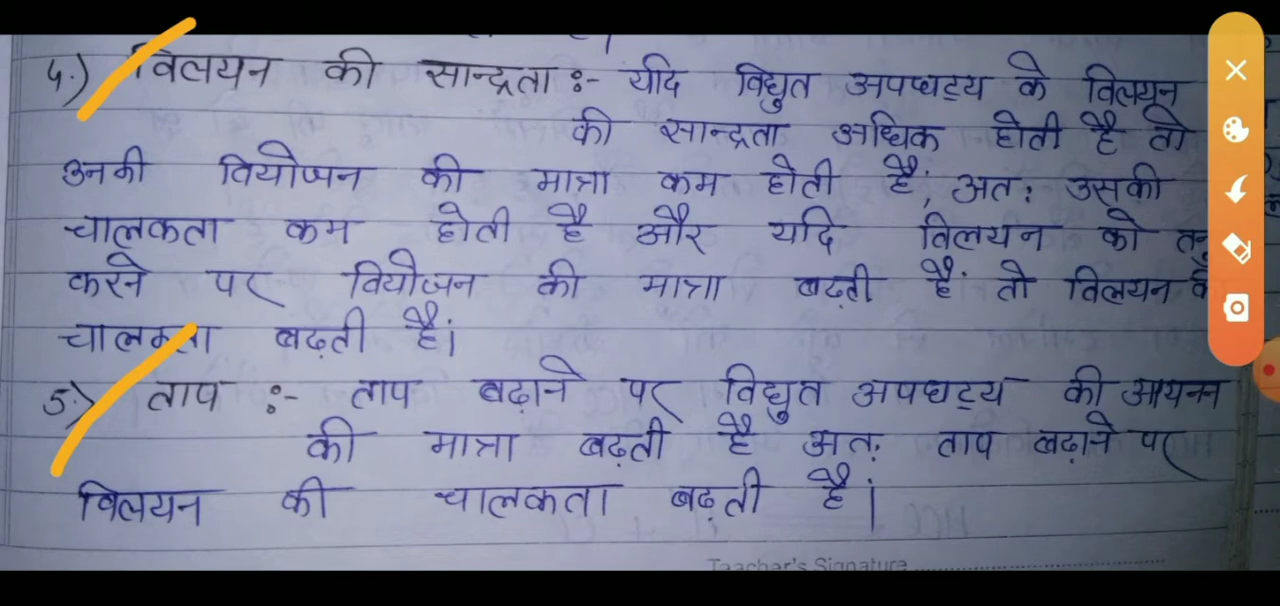 4.) विलयन की सान्द्रता :- यदि विद्युत अपघट्य के विलयन
की सान्द्रता अधिक होती है तो
उनकी वियोजन की मात्रा कम होती हैं, अतः उसकी
चालकता कम होती है और यदि विलयन को तनु
करने पर वियोजन की मात्रा बढ़ती हैं तो विलयन
चालकता बढ़ती हैं।
5.) ताप :- ताप बढ़ाने पर विद्युत अपघट्य की आयनन
की मात्रा बढ़ती है अतः ताप बढ़ाने पर
विलयन की चालकता बढ़ती है।
Teacher's Signature